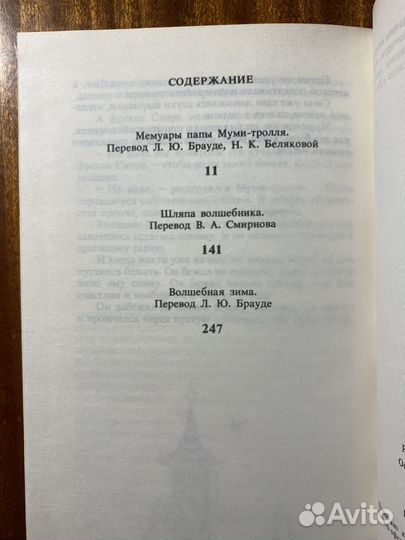 СОДЕРЖАНИЕ
Мемуары папы Муми-тролля.
Перевод Л. Ю. Брауде, Н. К. Беляковой
11
Шляпа волшебника.
Перевод В. А. Смирнова
141
Волшебная зима.
Перевод Л. Ю. Брауде
247
Avito